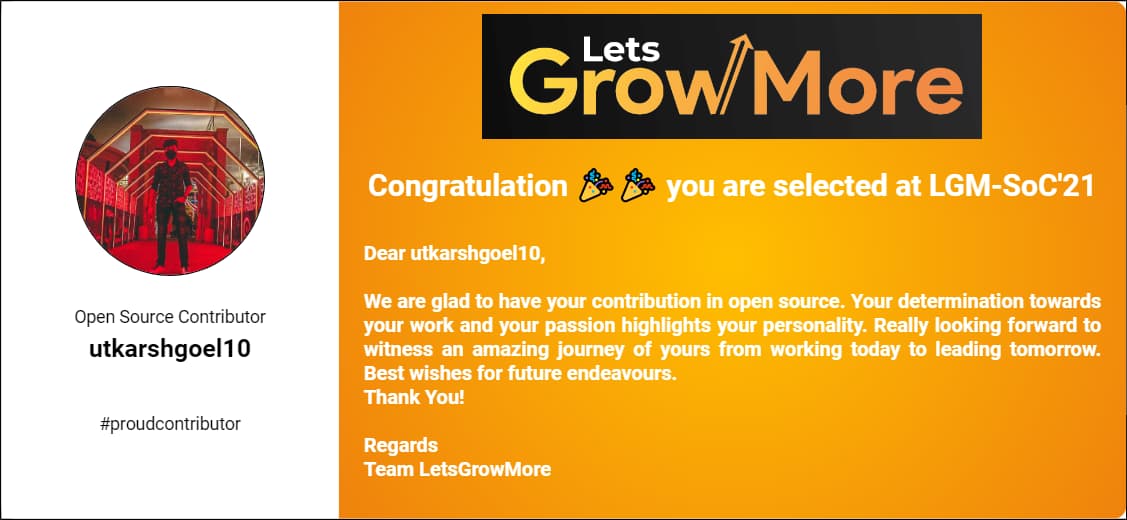 Lets
GrowMore
Congratulation 🎉🎉 you are selected at LGM-SoC'21
Open Source Contributor
utkarshgoel10
#proudcontributor
Dear utkarshgoel10,
We are glad to have your contribution in open source. Your determination towards
your work and your passion highlights your personality. Really looking forward to
witness an amazing journey of yours from working today to leading tomorrow.
Best wishes for future endeavours.
Thank You!
Regards
Team LetsGrowMore